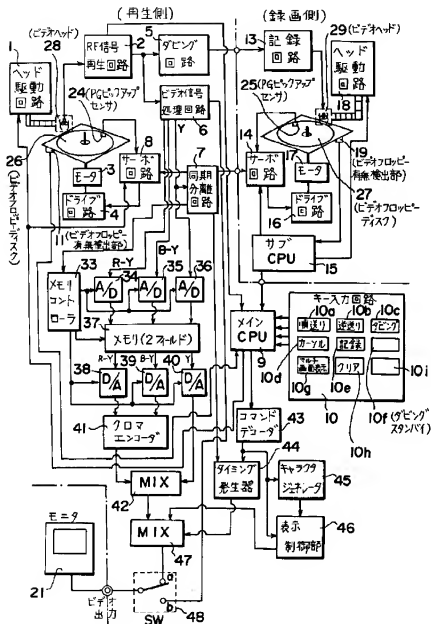 (再生側)
(録画側)
1
28
(ビデオヘッド)
ヘッド駆動回路
RF信号再生回路
2
5
ダビング回路
13
記録回路
29
(ビデオヘッド)
ヘッド駆動回路
18
24
(PGピックアップセンサ)
25
(PGピックアップセンサ)
ビデオ信号処理回路
6
Y
8
サーボ回路
7
同期分離回路
14
サーボ回路
26
モータ
3
ドライブ回路
4
11
(ビデオフロッピー有無検出部)
(ビデオフロッピーディスク)
17
モータ
ドライブ回路
16
19
(ビデオフロッピー有無検出部)
27
(ビデオフロッピーディスク)
サブCPU
15
33
メモリコントローラ
R-Y
B-Y
Y
A/D
34
A/D
35
A/D
36
37
メモリ(2フィールド)
R-Y
B-Y
Y
38
D/A
39
D/A
40
D/A
41
クロマエンコーダ
メインCPU
9
キー入力回路
10a
10b
10c
順送り
逆送り
ダビング
カーソル
記録
マルチ画面表示
クリア
10d
10g
10e
10i
10
10h
10f
(ダビングスタンバイ)
コマンドデコーダ
43
44
タイミング発生器
キャラクタジェネレータ
45
表示制御部
46
MIX
42
MIX
47
モニタ
21
ビデオ出力
a
b
SW
48